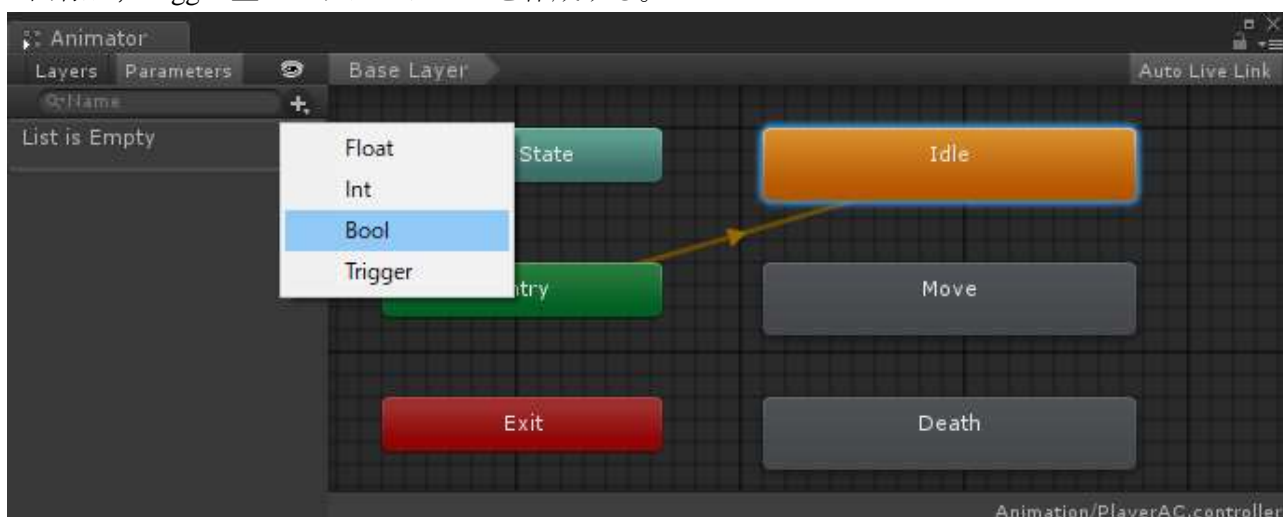 Animator
Layers Parameters
Base Layer
Auto Live Link
Name
List is Empty
Float
Int
Bool
Trigger
State
Idle
ntry
Move
Exit
Death
Animation/PlayerAC.controller